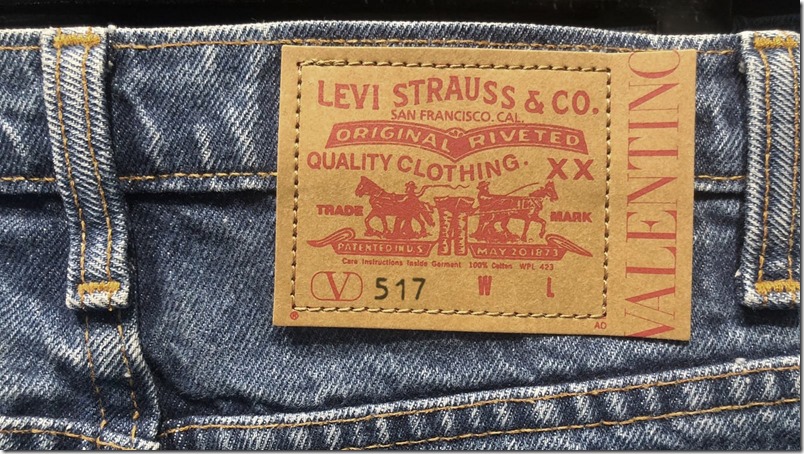 LEVI STRAUSS & CO.
SAN FRANCISCO. CAL.
ORIGINAL RIVETED
QUALITY CLOTHING. XX
TRADE MARK
PATENTED IN U.S. MAY 20 1873
Care Instructions Inside Garment 100% Cotton WPL 423
V 517 W L
® AD
VALENTINO